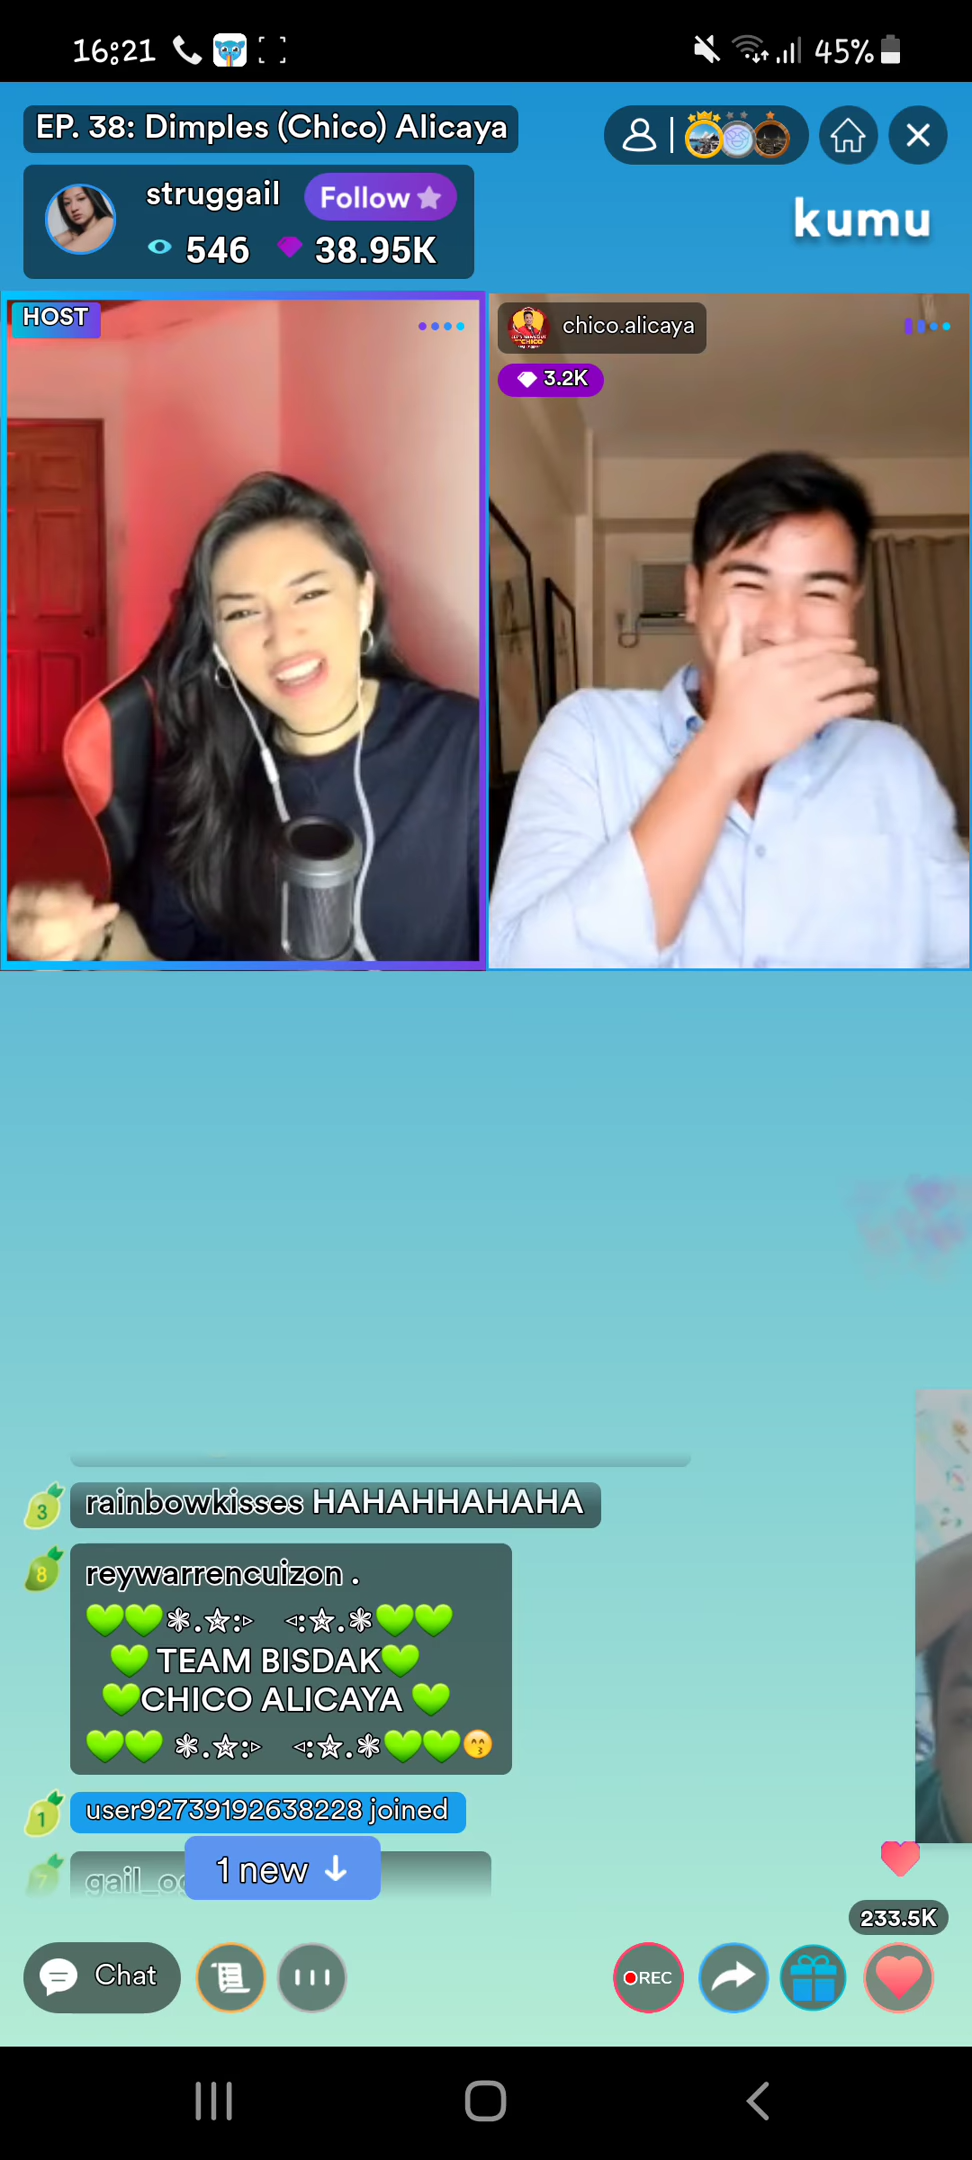 16:21
45%
EP. 38: Dimples (Chico) Alicaya
struggail Follow
546 38.95K
kumu
HOST
chico.alicaya
3.2K
3 rainbowkisses HAHAHHAHAHA
8 reywarrencuizon .
💚💚❃.✮:▹ ◃:✮.❃💚💚
💚 TEAM BISDAK💚
💚CHICO ALICAYA 💚
💚💚 ❃.✮:▹ ◃:✮.❃💚💚😙
1 user92739192638228 joined
7
1 new ↓
233.5K
Chat
REC